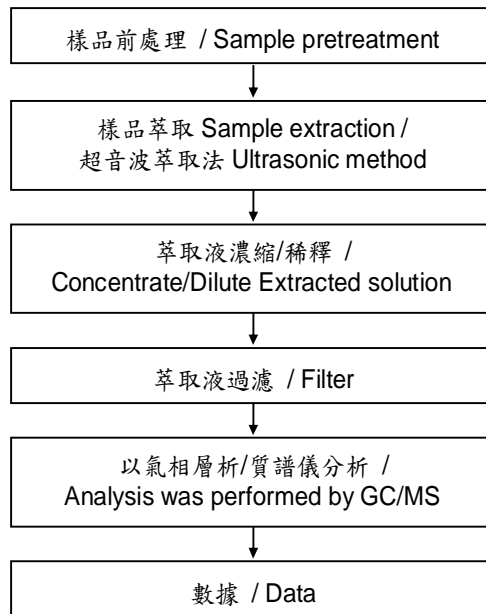 樣品前處理 / Sample pretreatment
樣品萃取 Sample extraction /
超音波萃取法 Ultrasonic method
萃取液濃縮/稀釋 /
Concentrate/Dilute Extracted solution
萃取液過濾 / Filter
以氣相層析/質譜儀分析 /
Analysis was performed by GC/MS
數據 / Data